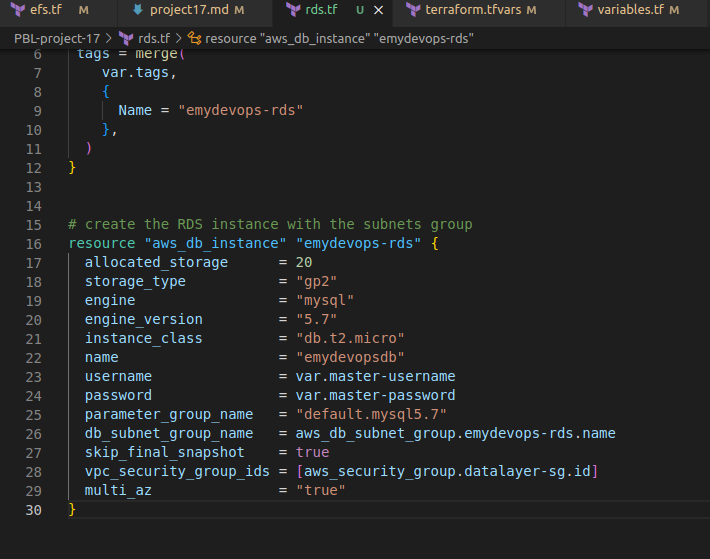 efs.tf M project17.md M rds.tf U × terraform.tfvars M variables.tf M
PBL-project-17 > rds.tf > resource "aws_db_instance" "emydevops-rds"
6 tags = merge(
7 var.tags,
8 {
9 Name = "emydevops-rds"
10 },
11 )
12 }
13
14
15 # create the RDS instance with the subnets group
16 resource "aws_db_instance" "emydevops-rds" {
17 allocated_storage = 20
18 storage_type = "gp2"
19 engine = "mysql"
20 engine_version = "5.7"
21 instance_class = "db.t2.micro"
22 name = "emydevopsdb"
23 username = var.master-username
24 password = var.master-password
25 parameter_group_name = "default.mysql5.7"
26 db_subnet_group_name = aws_db_subnet_group.emydevops-rds.name
27 skip_final_snapshot = true
28 vpc_security_group_ids = [aws_security_group.datalayer-sg.id]
29 multi_az = "true"
30 }